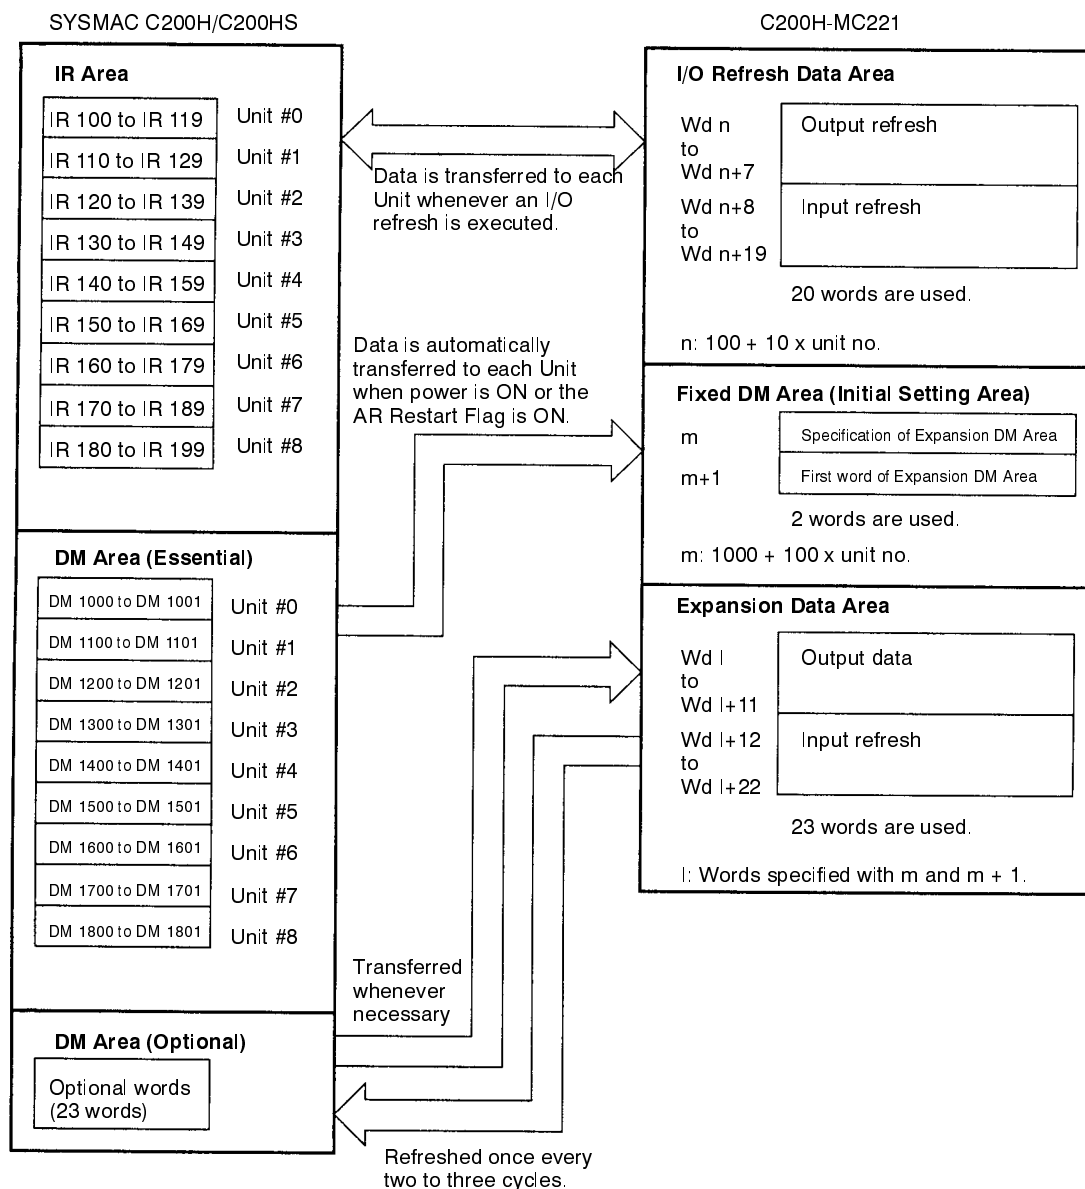 SYSMAC C200H/C200HS
C200H-MC221
IR Area
IR 100 to IR 119 Unit #0
IR 110 to IR 129 Unit #1
IR 120 to IR 139 Unit #2
IR 130 to IR 149 Unit #3
IR 140 to IR 159 Unit #4
IR 150 to IR 169 Unit #5
IR 160 to IR 179 Unit #6
IR 170 to IR 189 Unit #7
IR 180 to IR 199 Unit #8
Data is transferred to each
Unit whenever an I/O
refresh is executed.
I/O Refresh Data Area
Wd n
to
Wd n+7
Output refresh
Wd n+8
to
Wd n+19
Input refresh
20 words are used.
n: 100 + 10 x unit no.
Data is automatically
transferred to each Unit
when power is ON or the
AR Restart Flag is ON.
Fixed DM Area (Initial Setting Area)
m Specification of Expansion DM Area
m+1 First word of Expansion DM Area
2 words are used.
m: 1000 + 100 x unit no.
DM Area (Essential)
DM 1000 to DM 1001 Unit #0
DM 1100 to DM 1101 Unit #1
DM 1200 to DM 1201 Unit #2
DM 1300 to DM 1301 Unit #3
DM 1400 to DM 1401 Unit #4
DM 1500 to DM 1501 Unit #5
DM 1600 to DM 1601 Unit #6
DM 1700 to DM 1701 Unit #7
DM 1800 to DM 1801 Unit #8
Expansion Data Area
Wd l
to
Wd l+11
Output data
Wd l+12
to
Wd l+22
Input refresh
23 words are used.
l: Words specified with m and m + 1.
Transferred
whenever
necessary
DM Area (Optional)
Optional words
(23 words)
Refreshed once every
two to three cycles.